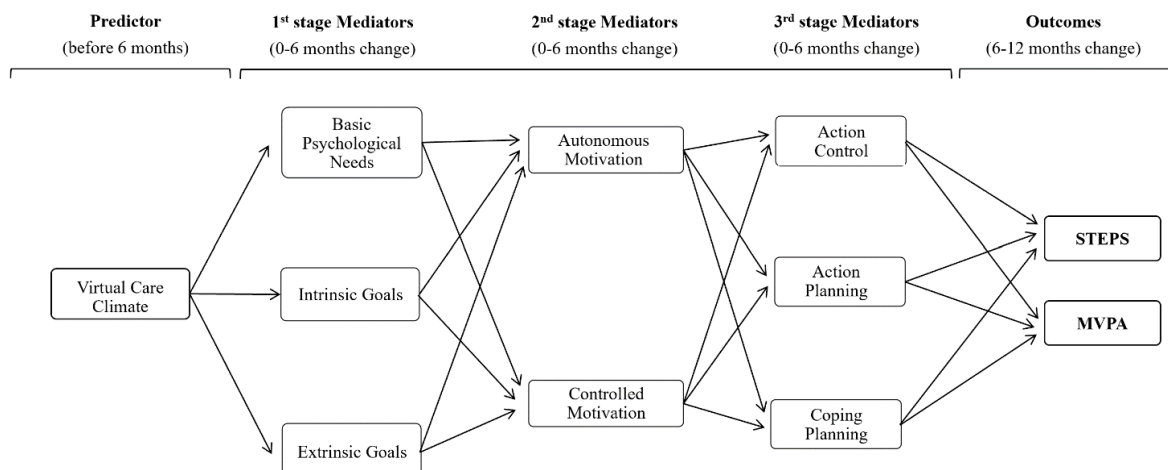 Predictor
(before 6 months)
1st stage Mediators
(0-6 months change)
2nd stage Mediators
(0-6 months change)
3rd stage Mediators
(0-6 months change)
Outcomes
(6-12 months change)
Virtual Care
Climate
Basic
Psychological
Needs
Intrinsic Goals
Extrinsic Goals
Autonomous
Motivation
Controlled
Motivation
Action
Control
Action
Planning
Coping
Planning
STEPS
MVPA